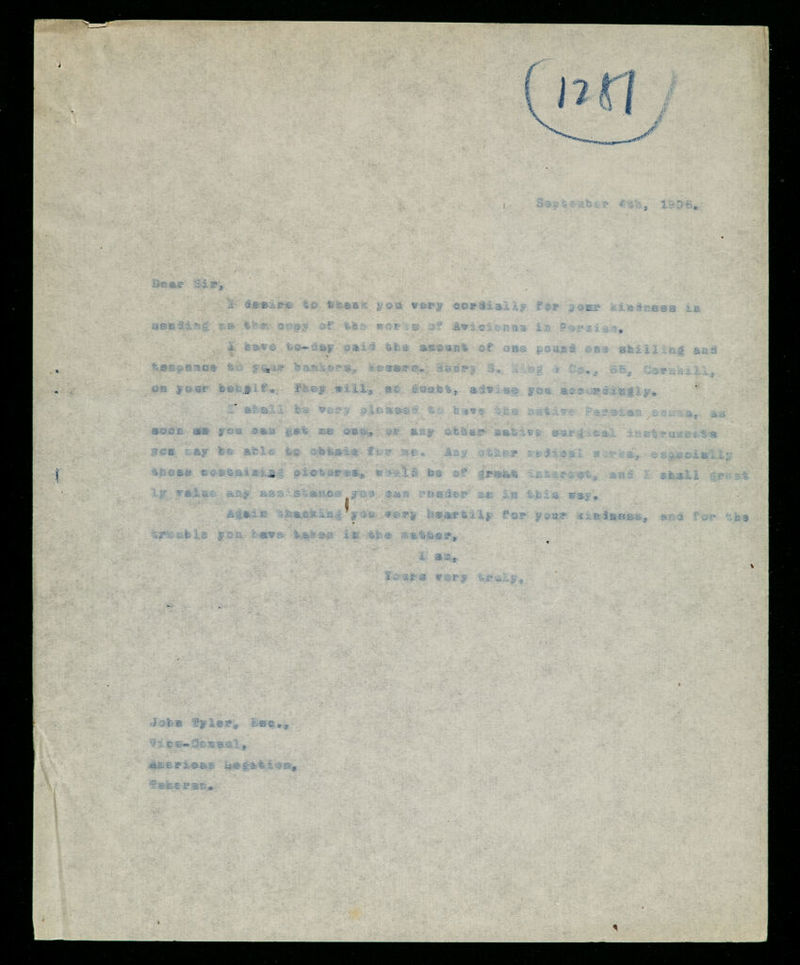 (1281)
September 4th, 1906.
Dear Sir,
I desire to thank you very cordially for your kindness in
sending me the copy of the works of Avicienna in Persian.
I have to-day paid the amount of one pound one shilling and
tenpence to your bankers, Messrs. Henry S. King & Co., 65, Cornhill,
on your behalf. They will, no doubt, advise you accordingly.
I shall be very pleased to have the native Persian, as
soon as you can get me one, or any other native surgical instruments
you may be able to obtain for me. Any other medical works, especially
those containing pictures, would be of great interest, and I shall great
ly value any assistance you can render me in this way.
Again thanking you very heartily for your kindness, and for the
trouble you have taken in the matter,
I am,
Yours very truly,
John Tyler, Esc.,
Vice-Consul,
American Legation,
Teheran.